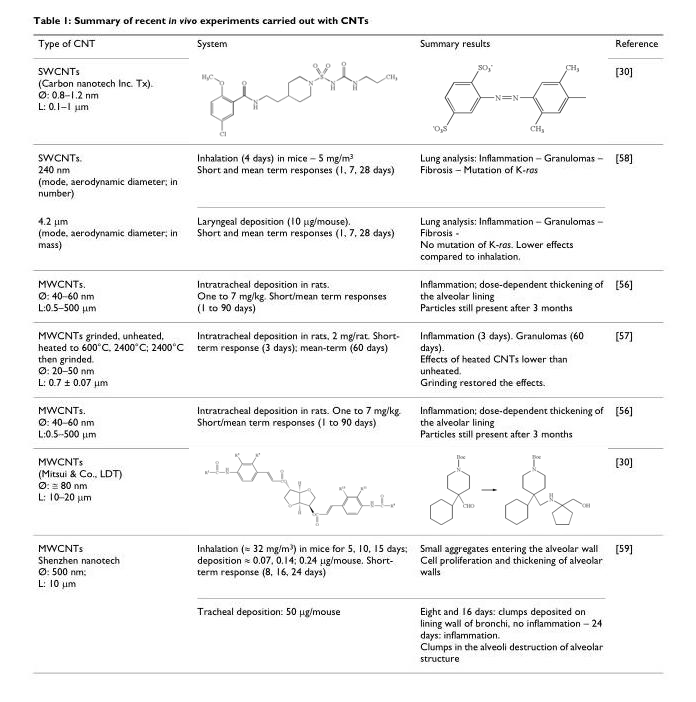 Table 1: Summary of recent in vivo experiments carried out with CNTs
Type of CNT System Summary results Reference
SWCNTs
(Carbon nanotech Inc. Tx).
Ø: 0.8–1.2 nm
L: 0.1–1 μm
H₃C
O
O
N
H
Cl
N
O O
S
N
H
O
N
H
CH₃
SO₃⁻
⁻O₃S
N=N
CH₃
CH₃
[30]
SWCNTs.
240 nm
(mode, aerodynamic diameter; in
number)
Inhalation (4 days) in mice – 5 mg/m³
Short and mean term responses (1, 7, 28 days)
Lung analysis: Inflammation – Granulomas –
Fibrosis – Mutation of K-ras
[58]
4.2 μm
(mode, aerodynamic diameter; in
mass)
Laryngeal deposition (10 μg/mouse).
Short and mean term responses (1, 7, 28 days)
Lung analysis: Inflammation – Granulomas –
Fibrosis -
No mutation of K-ras. Lower effects
compared to inhalation.
MWCNTs.
Ø: 40–60 nm
L:0.5–500 μm
Intratracheal deposition in rats.
One to 7 mg/kg. Short/mean term responses
(1 to 90 days)
Inflammation; dose-dependent thickening of
the alveolar lining
Particles still present after 3 months
[56]
MWCNTs grinded, unheated,
heated to 600°C, 2400°C; 2400°C
then grinded.
Ø: 20–50 nm
L: 0.7 ± 0.07 μm
Intratracheal deposition in rats, 2 mg/rat. Short-
term response (3 days); mean-term (60 days)
Inflammation (3 days). Granulomas (60
days).
Effects of heated CNTs lower than
unheated.
Grinding restored the effects.
[57]
MWCNTs.
Ø: 40–60 nm
L:0.5–500 μm
Intratracheal deposition in rats. One to 7 mg/kg.
Short/mean term responses (1 to 90 days)
Inflammation; dose-dependent thickening of
the alveolar lining
Particles still present after 3 months
[56]
MWCNTs
(Mitsui & Co., LDT)
Ø: ≅ 80 nm
L: 10–20 μm
Boc
N
CHO
Boc
N
H
N
OH
[30]
MWCNTs
Shenzhen nanotech
Ø: 500 nm;
L: 10 μm
Inhalation (≈ 32 mg/m³) in mice for 5, 10, 15 days;
deposition ≈ 0.07, 0.14; 0.24 μg/mouse. Short-
term response (8, 16, 24 days)
Small aggregates entering the alveolar wall
Cell proliferation and thickening of alveolar
walls
[59]
Tracheal deposition: 50 μg/mouse
Eight and 16 days: clumps deposited on
lining wall of bronchi, no inflammation – 24
days: inflammation.
Clumps in the alveoli destruction of alveolar
structure